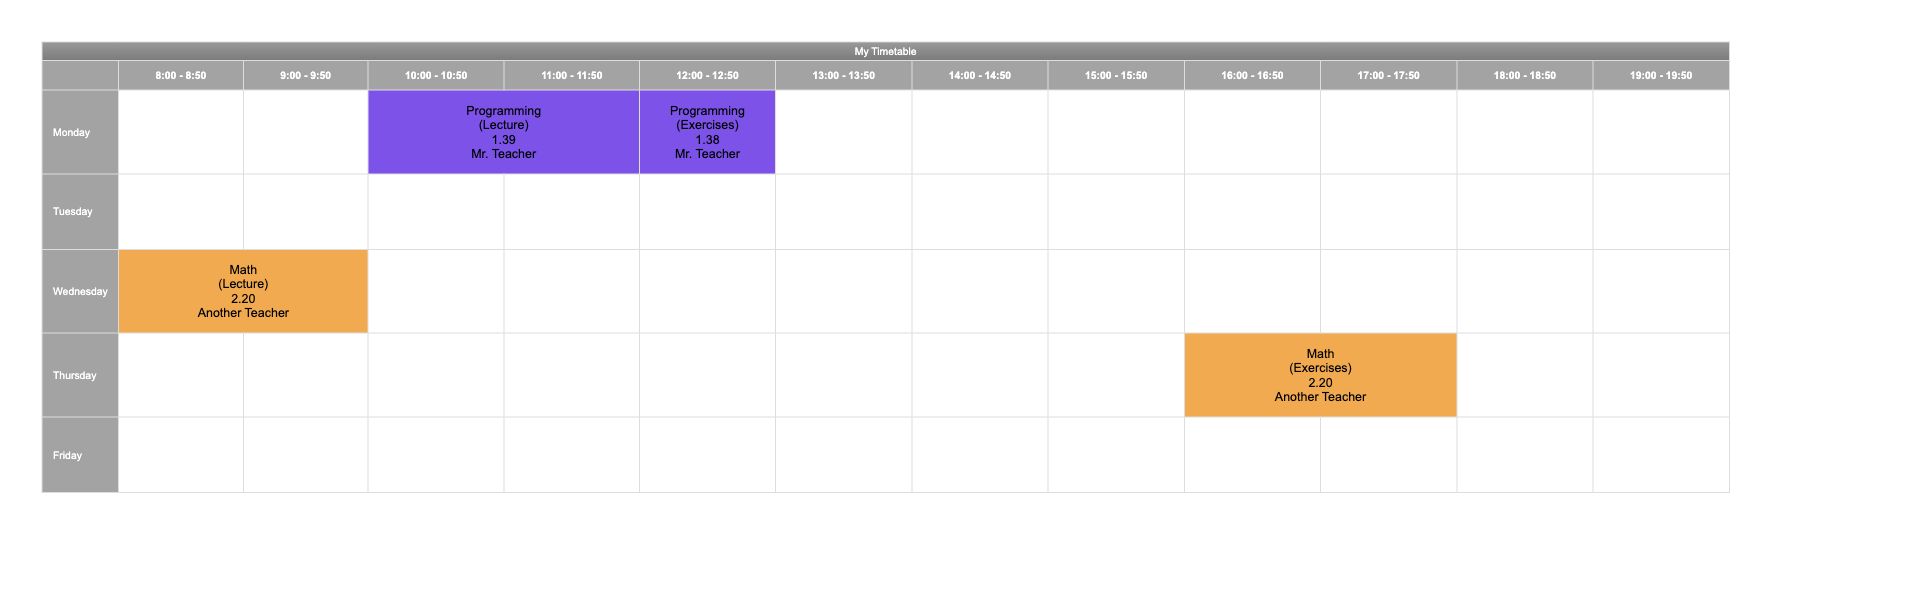 My Timetable
8:00 - 8:50 9:00 - 9:50 10:00 - 10:50 11:00 - 11:50 12:00 - 12:50 13:00 - 13:50 14:00 - 14:50 15:00 - 15:50 16:00 - 16:50 17:00 - 17:50 18:00 - 18:50 19:00 - 19:50
Monday
Programming
(Lecture)
1.39
Mr. Teacher
Programming
(Exercises)
1.38
Mr. Teacher
Tuesday
Wednesday
Math
(Lecture)
2.20
Another Teacher
Thursday
Math
(Exercises)
2.20
Another Teacher
Friday